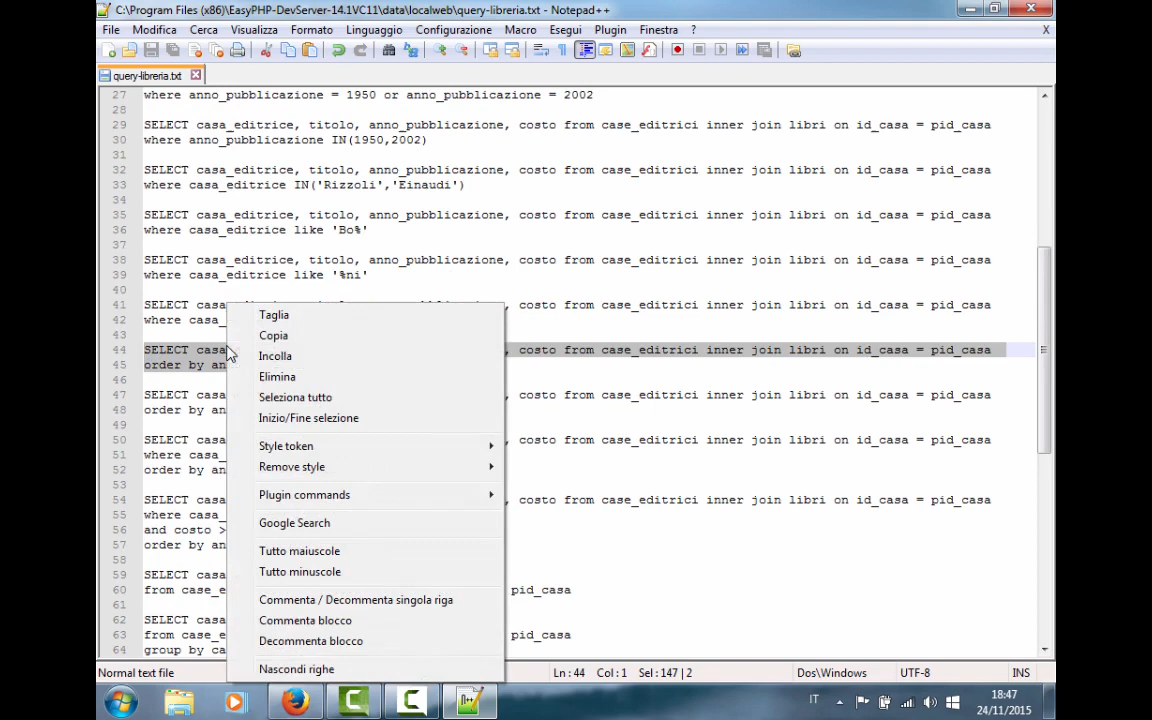 C:\Program Files (x86)\EasyPHP-DevServer-14.1VC11\data\localweb\query-libreria.txt - Notepad++
File Modifica Cerca Visualizza Formato Linguaggio Configurazione Macro Esegui Plugin Finestra ? X
query-libreria.txt
27 where anno_pubblicazione = 1950 or anno_pubblicazione = 2002
28
29 SELECT casa_editrice, titolo, anno_pubblicazione, costo from case_editrici inner join libri on id_casa = pid_casa
30 where anno_pubblicazione IN(1950,2002)
31
32 SELECT casa_editrice, titolo, anno_pubblicazione, costo from case_editrici inner join libri on id_casa = pid_casa
33 where casa_editrice IN('Rizzoli','Einaudi')
34
35 SELECT casa_editrice, titolo, anno_pubblicazione, costo from case_editrici inner join libri on id_casa = pid_casa
36 where casa_editrice like 'Bo%'
37
38 SELECT casa_editrice, titolo, anno_pubblicazione, costo from case_editrici inner join libri on id_casa = pid_casa
39 where casa_editrice like '%ni'
40
41 SELECT casa , costo from case_editrici inner join libri on id_casa = pid_casa
42 where casa_
43
44 SELECT casa , costo from case_editrici inner join libri on id_casa = pid_casa
45 order by an
46
47 SELECT casa , costo from case_editrici inner join libri on id_casa = pid_casa
48 order by an
49
50 SELECT casa , costo from case_editrici inner join libri on id_casa = pid_casa
51 where casa_
52 order by an
53
54 SELECT casa , costo from case_editrici inner join libri on id_casa = pid_casa
55 where casa_
56 and costo >
57 order by an
58
59 SELECT casa
60 from case_e pid_casa
61
62 SELECT casa
63 from case_e pid_casa
64 group by ca
Taglia
Copia
Incolla
Elimina
Seleziona tutto
Inizio/Fine selezione
Style token
Remove style
Plugin commands
Google Search
Tutto maiuscole
Tutto minuscole
Commenta / Decommenta singola riga
Commenta blocco
Decommenta blocco
Nascondi righe
Normal text file Ln:44 Col:1 Sel:147|2 Dos\Windows UTF-8 INS
IT 18:47
24/11/2015